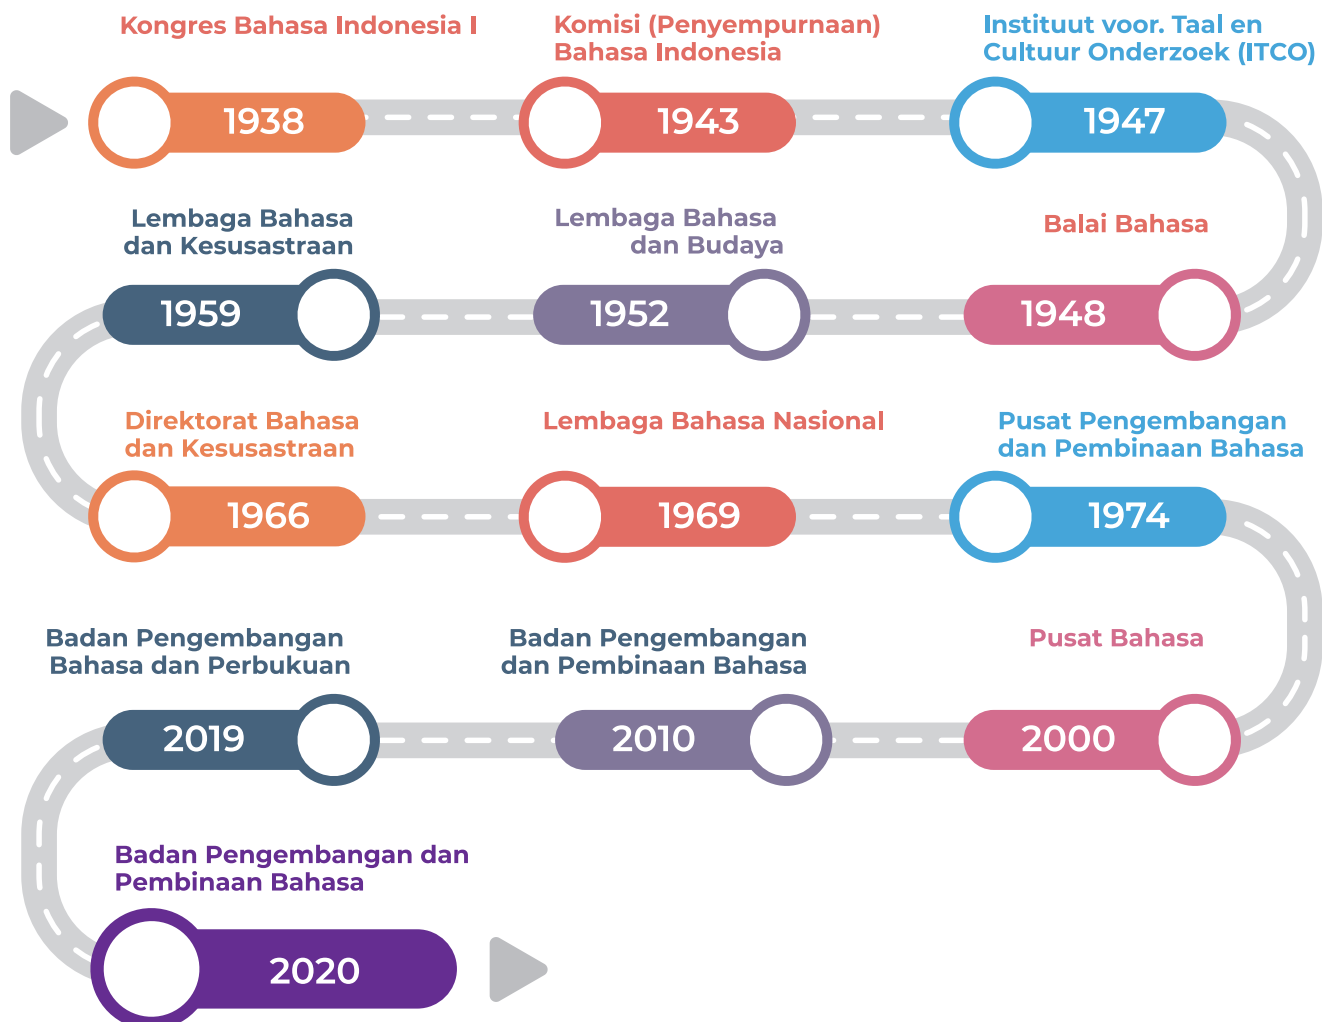 Kongres Bahasa Indonesia I
1938
Komisi (Penyempurnaan)
Bahasa Indonesia
1943
Instituut voor. Taal en
Cultuur Onderzoek (ITCO)
1947
Balai Bahasa
1948
Lembaga Bahasa
dan Budaya
1952
Lembaga Bahasa
dan Kesusastraan
1959
Direktorat Bahasa
dan Kesusastraan
1966
Lembaga Bahasa Nasional
1969
Pusat Pengembangan
dan Pembinaan Bahasa
1974
Pusat Bahasa
2000
Badan Pengembangan
dan Pembinaan Bahasa
2010
Badan Pengembangan
Bahasa dan Perbukuan
2019
Badan Pengembangan dan
Pembinaan Bahasa
2020